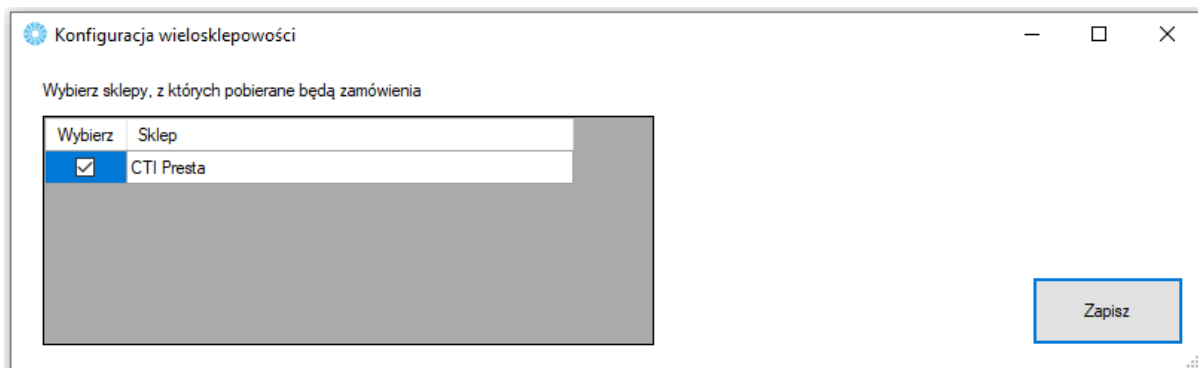 Konfiguracja wielosklepowości
Wybierz sklepy, z których pobierane będą zamówienia
Wybierz Sklep
CTI Presta
Zapisz